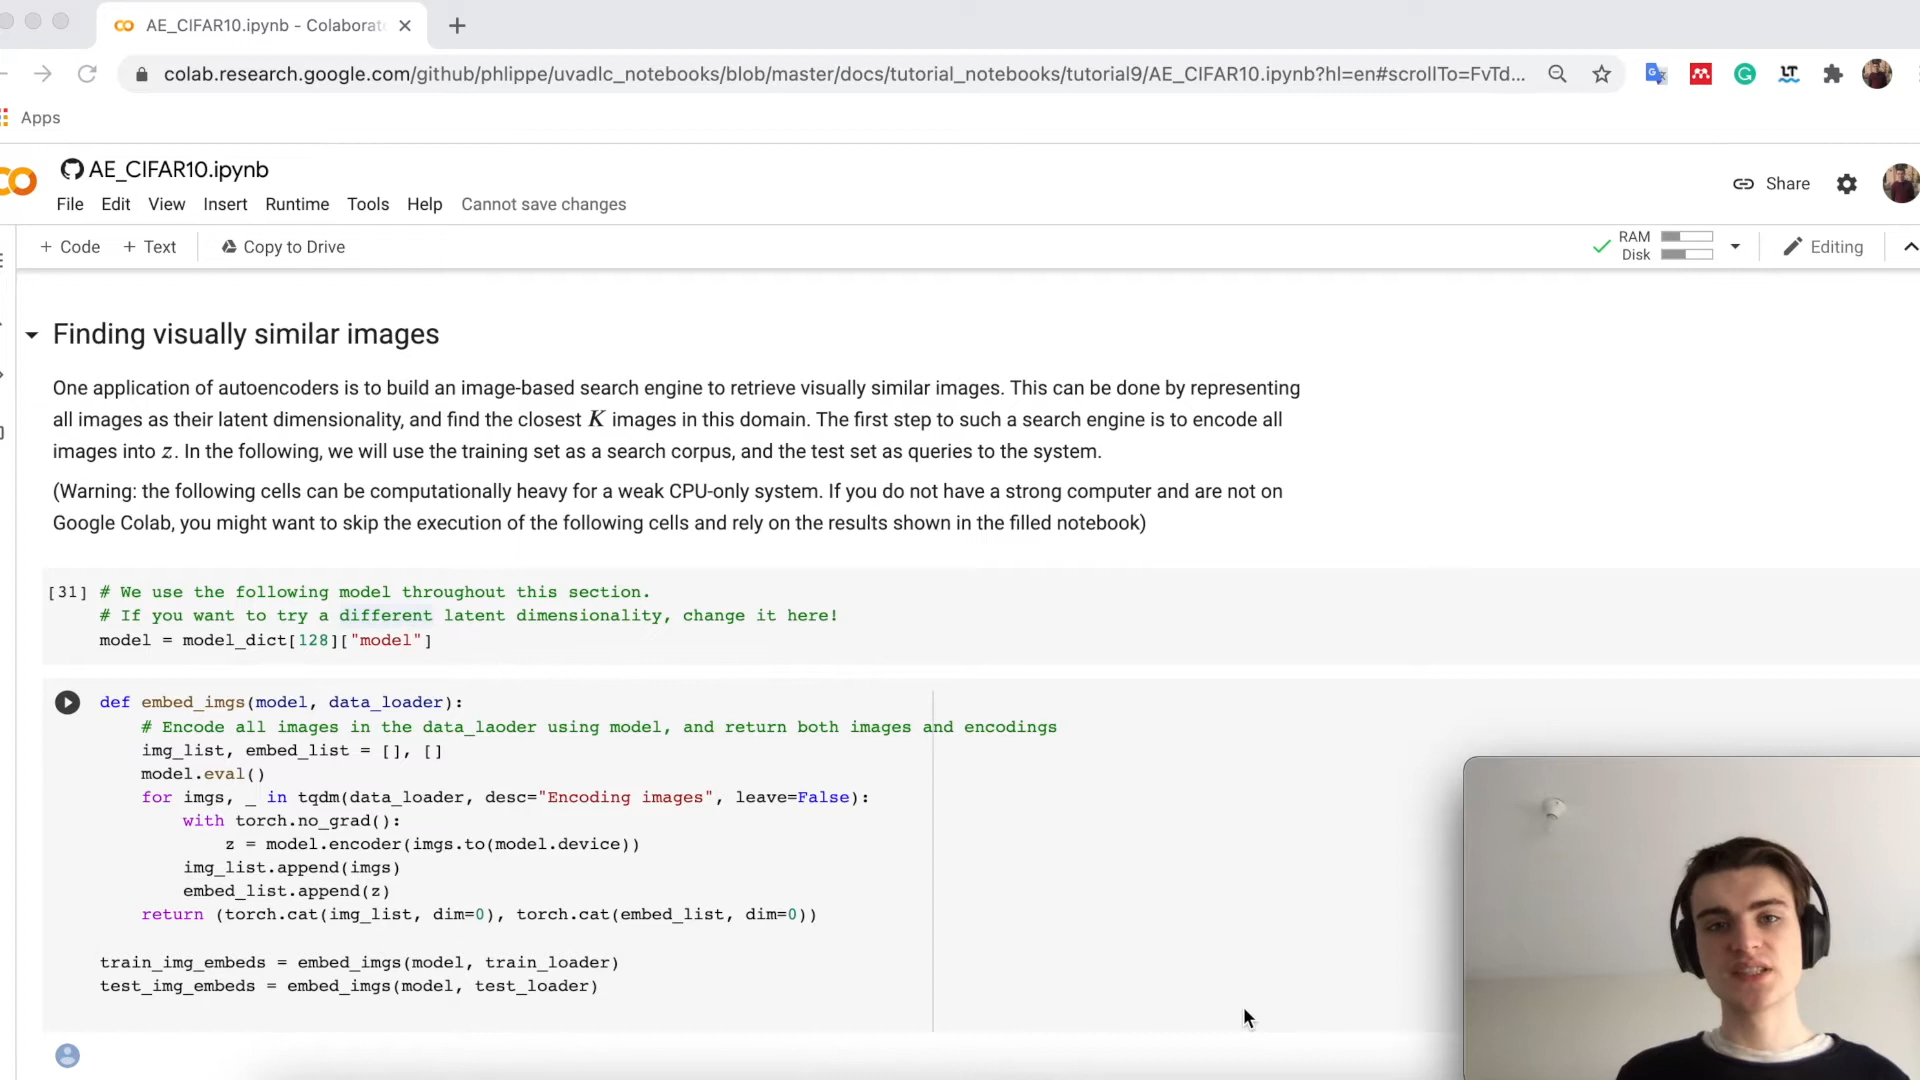 AE_CIFAR10.ipynb - Colaborat
colab.research.google.com/github/phlippe/uvadlc_notebooks/blob/master/docs/tutorial_notebooks/tutorial9/AE_CIFAR10.ipynb?hl=en#scrollTo=FvTd...
Apps
AE_CIFAR10.ipynb
Share
File Edit View Insert Runtime Tools Help Cannot save changes
+ Code + Text Copy to Drive
RAM
Disk
Editing
Finding visually similar images
One application of autoencoders is to build an image-based search engine to retrieve visually similar images. This can be done by representing
all images as their latent dimensionality, and find the closest K images in this domain. The first step to such a search engine is to encode all
images into z. In the following, we will use the training set as a search corpus, and the test set as queries to the system.
(Warning: the following cells can be computationally heavy for a weak CPU-only system. If you do not have a strong computer and are not on
Google Colab, you might want to skip the execution of the following cells and rely on the results shown in the filled notebook)
[31] # We use the following model throughout this section.
# If you want to try a different latent dimensionality, change it here!
model = model_dict[128]["model"]
def embed_imgs(model, data_loader):
# Encode all images in the data_laoder using model, and return both images and encodings
img_list, embed_list = [], []
model.eval()
for imgs, _ in tqdm(data_loader, desc="Encoding images", leave=False):
with torch.no_grad():
z = model.encoder(imgs.to(model.device))
img_list.append(imgs)
embed_list.append(z)
return (torch.cat(img_list, dim=0), torch.cat(embed_list, dim=0))
train_img_embeds = embed_imgs(model, train_loader)
test_img_embeds = embed_imgs(model, test_loader)